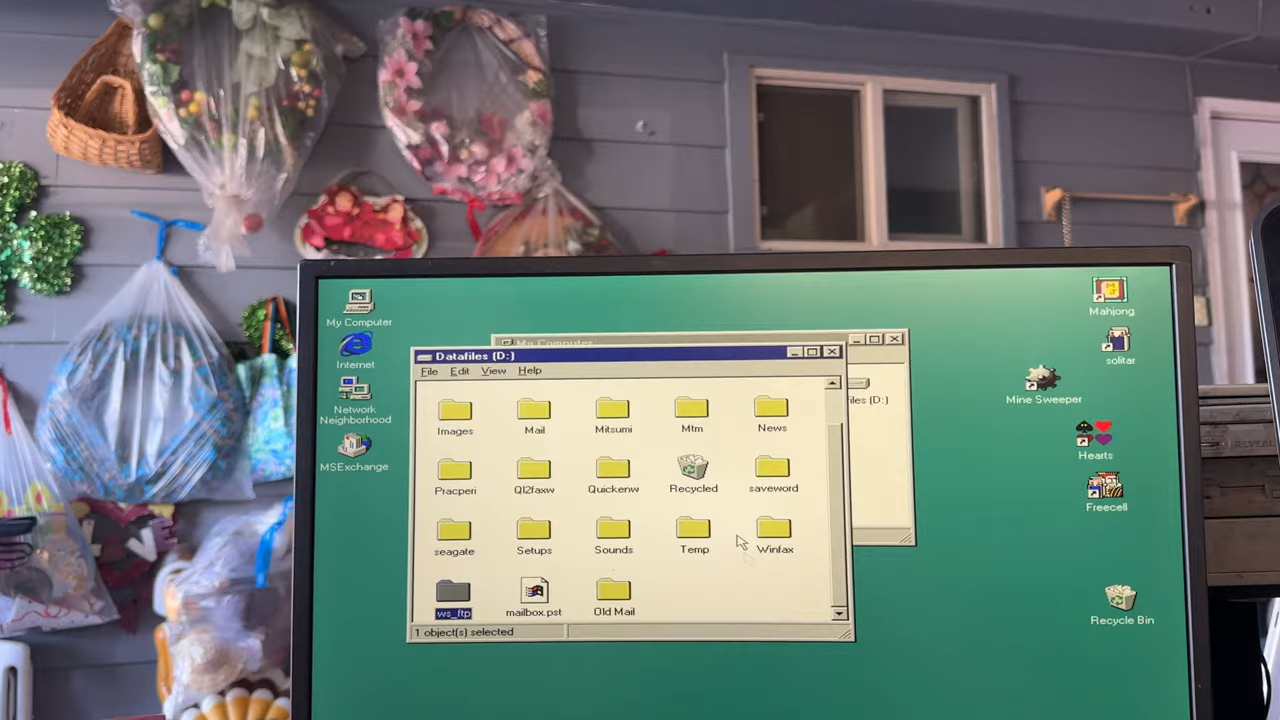 My Computer
Internet
Network
Neighborhood
MSExchange
My Computer
Datafiles (D:)
File Edit View Help
files (D:)
Images Mail Mitsumi Mtm News
Pracperi Ql2faxw Quickenw Recycled saveword
seagate Setups Sounds Temp Winfax
ws_ftp mailbox.pst Old Mail
1 object(s) selected
Mahjong
solitar
Mine Sweeper
Hearts
Freecell
Recycle Bin
REVEAL